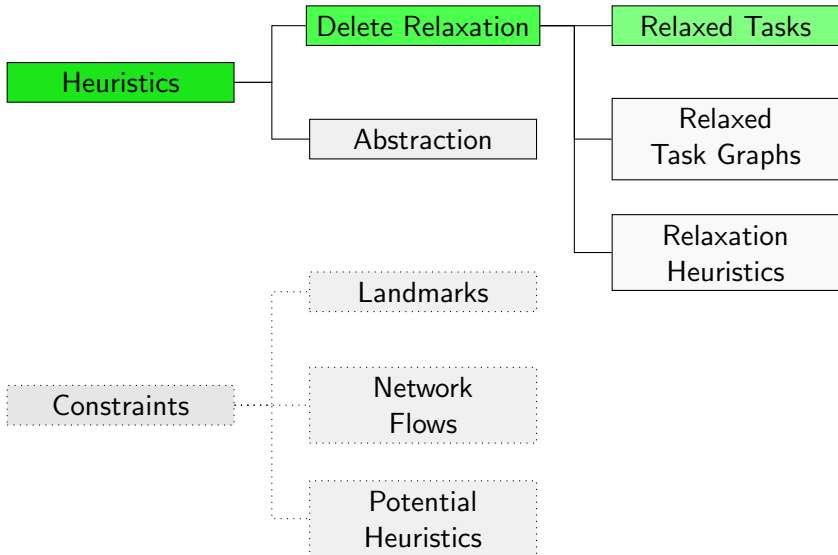 Heuristics
Delete Relaxation
Abstraction
Relaxed Tasks
Relaxed
Task Graphs
Relaxation
Heuristics
Constraints
Landmarks
Network
Flows
Potential
Heuristics